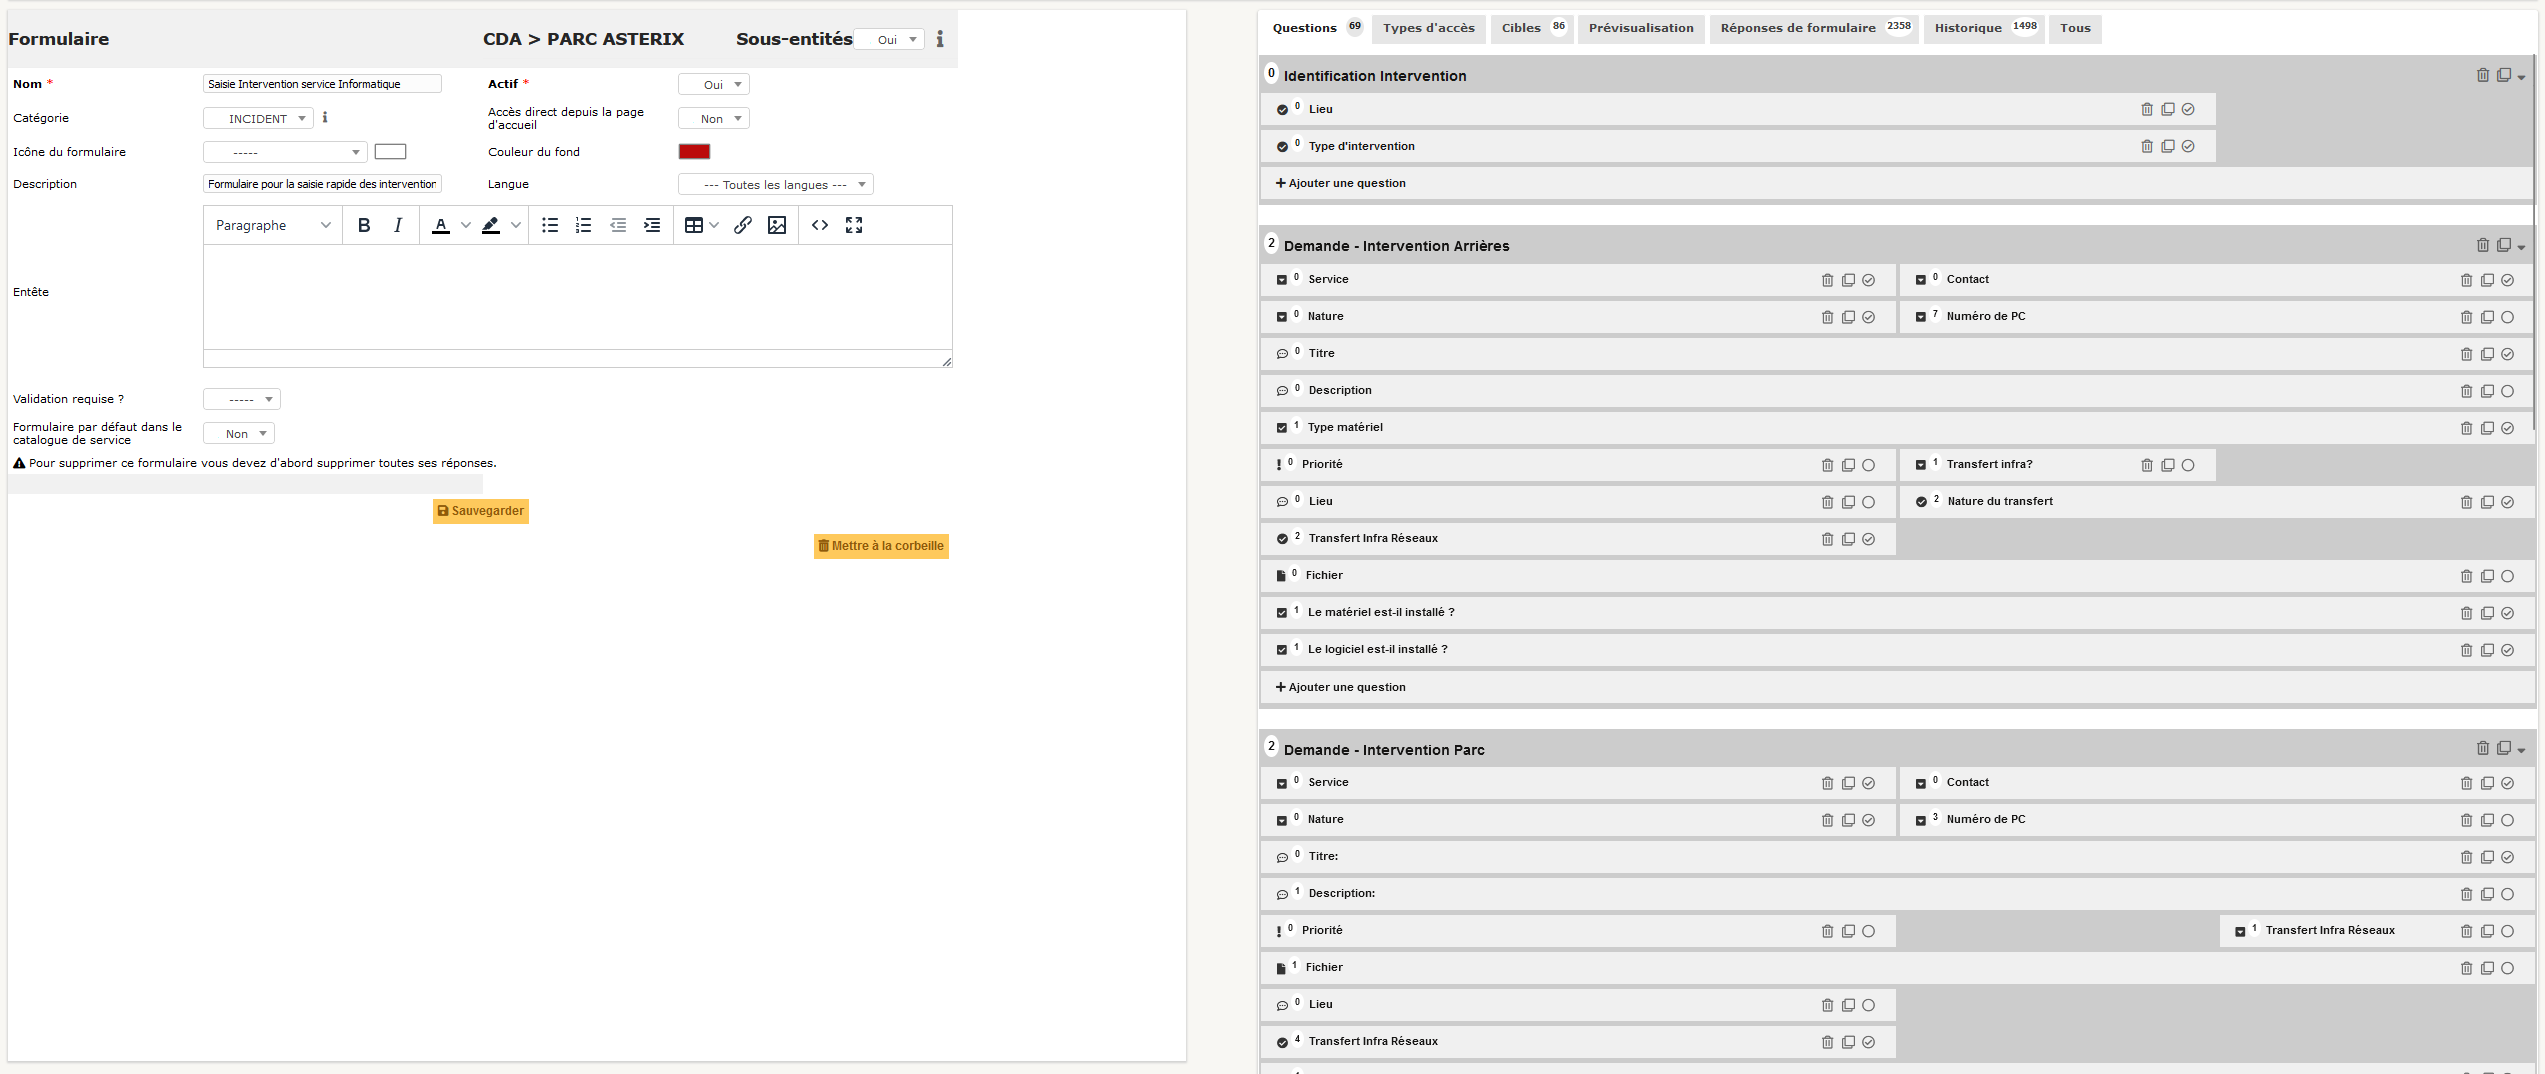 Formulaire
CDA > PARC ASTERIX
Sous-entités
Oui
Nom *
Saisie Intervention service Informatique
Actif *
Oui
Catégorie
INCIDENT
Accès direct depuis la page
d'accueil
Non
Icône du formulaire
-----
Couleur du fond
Description
Formulaire pour la saisie rapide des intervention
Langue
--- Toutes les langues ---
Paragraphe
B
I
A
Entête
Validation requise ?
-----
Formulaire par défaut dans le
catalogue de service
Non
Pour supprimer ce formulaire vous devez d'abord supprimer toutes ses réponses.
Sauvegarder
Mettre à la corbeille
Questions 69
Types d'accès
Cibles 86
Prévisualisation
Réponses de formulaire 2358
Historique 1498
Tous
0 Identification Intervention
0 Lieu
0 Type d'intervention
+ Ajouter une question
2 Demande - Intervention Arrières
0 Service
0 Contact
0 Nature
7 Numéro de PC
0 Titre
0 Description
1 Type matériel
0 Priorité
1 Transfert infra?
0 Lieu
2 Nature du transfert
2 Transfert Infra Réseaux
0 Fichier
1 Le matériel est-il installé ?
1 Le logiciel est-il installé ?
+ Ajouter une question
2 Demande - Intervention Parc
0 Service
0 Contact
0 Nature
3 Numéro de PC
0 Titre:
1 Description:
0 Priorité
1 Transfert Infra Réseaux
1 Fichier
0 Lieu
4 Transfert Infra Réseaux